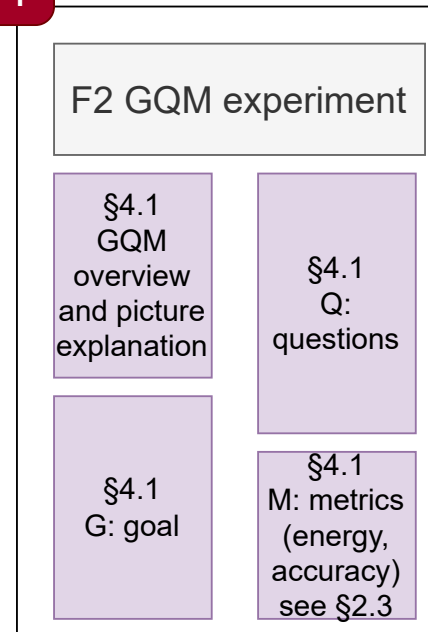 F2 GQM experiment
§4.1
GQM
overview
and picture
explanation
§4.1
Q:
questions
§4.1
G: goal
§4.1
M: metrics
(energy,
accuracy)
see §2.3